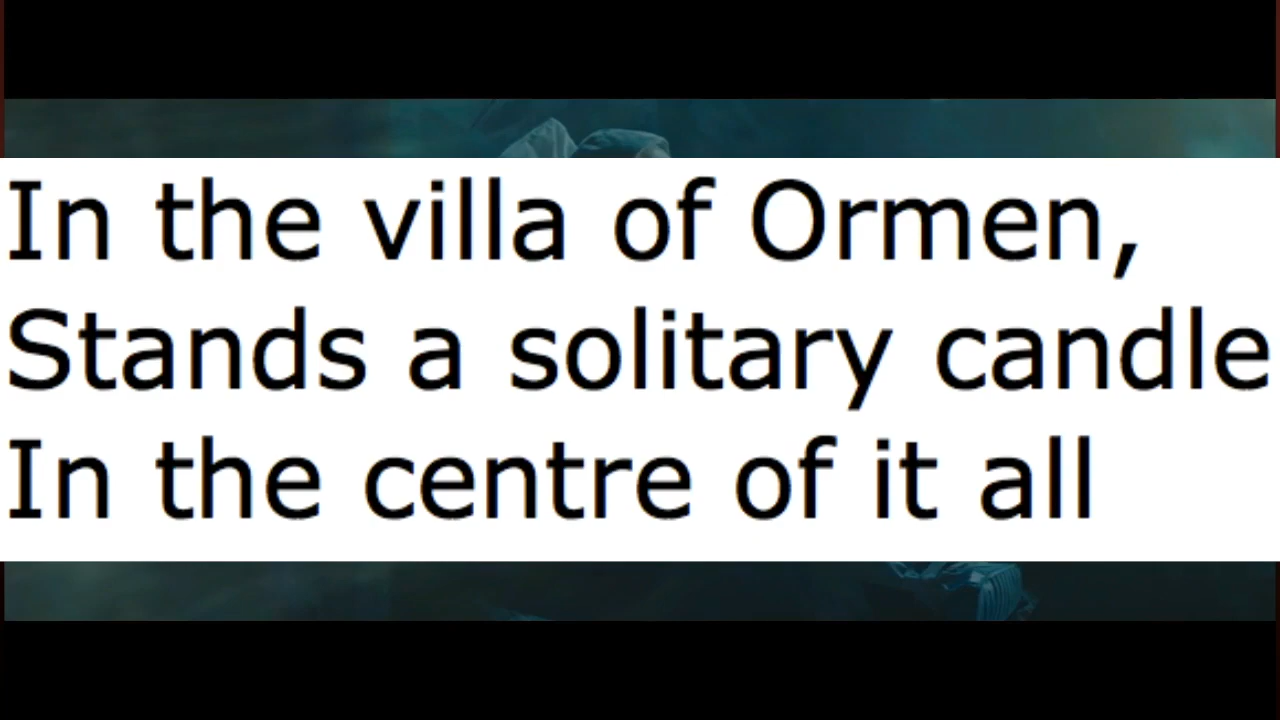 In the villa of Ormen,
Stands a solitary candle
In the centre of it all